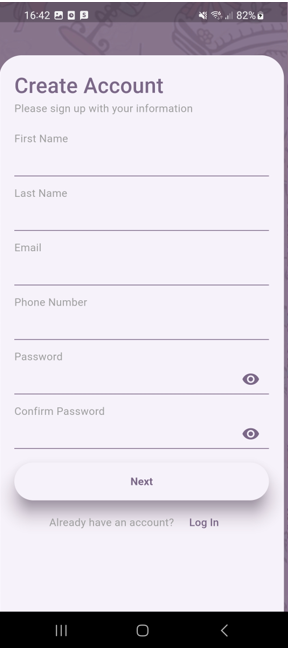 16:42
82%
Create Account
Please sign up with your information
First Name
Last Name
Email
Phone Number
Password
Confirm Password
Next
Already have an account? Log In